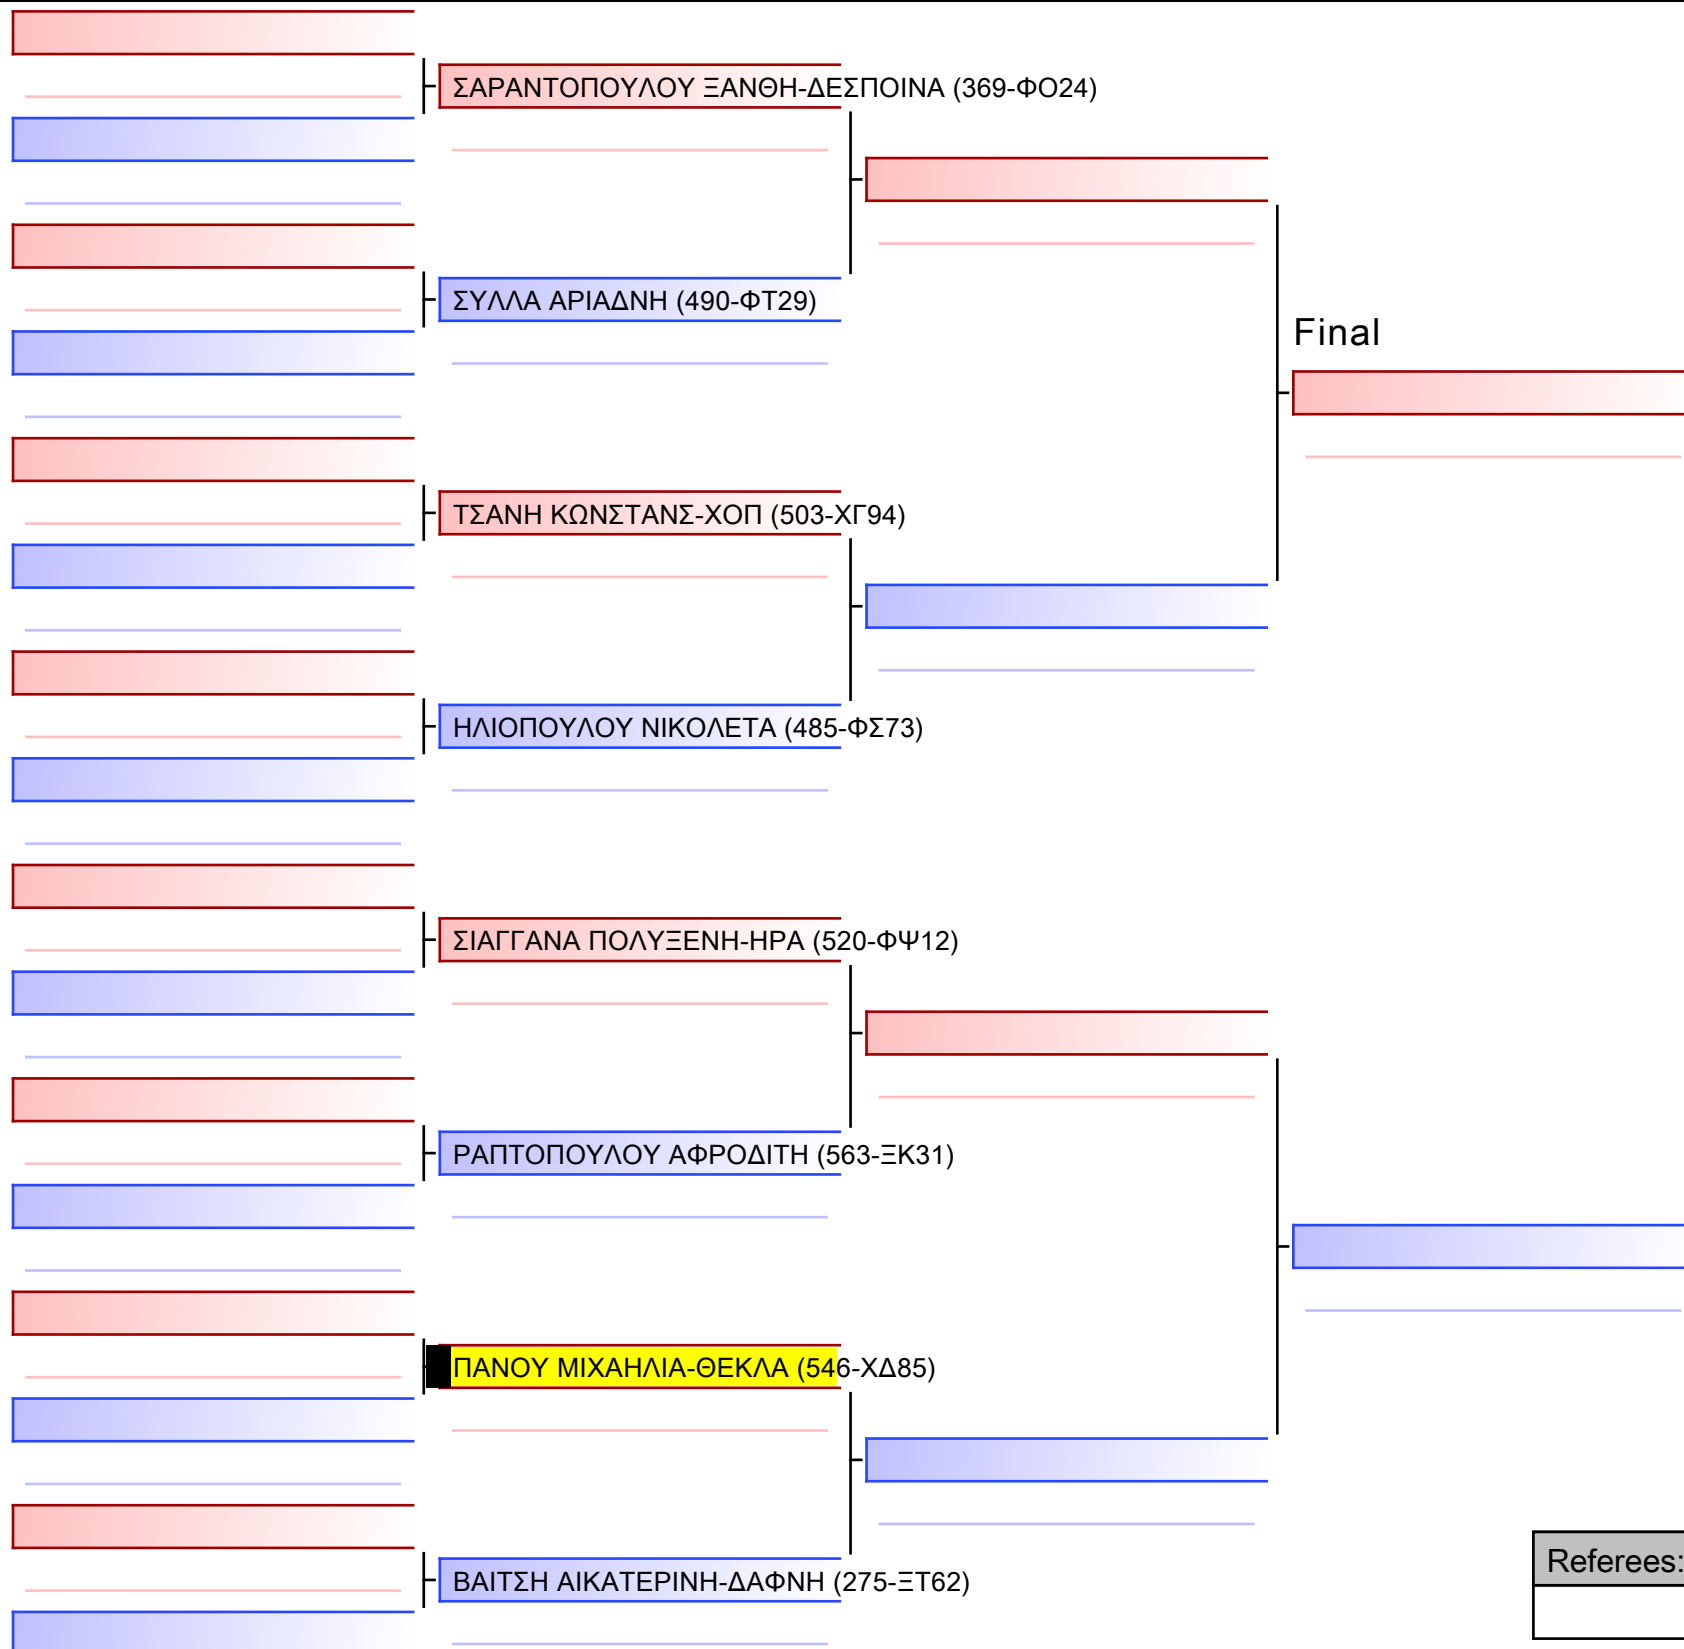 ΣΑΡΑΝΤΟΠΟΥΛΟΥ ΞΑΝΘΗ-ΔΕΣΠΟΙΝΑ (369-ΦΟ24)
ΣΥΛΛΑ ΑΡΙΑΔΝΗ (490-ΦΤ29)
Final
ΤΣΑΝΗ ΚΩΝΣΤΑΝΣ-ΧΟΠ (503-ΧΓ94)
ΗΛΙΟΠΟΥΛΟΥ ΝΙΚΟΛΕΤΑ (485-ΦΣ73)
ΣΙΑΓΓΑΝΑ ΠΟΛΥΞΕΝΗ-ΗΡΑ (520-ΦΨ12)
ΡΑΠΤΟΠΟΥΛΟΥ ΑΦΡΟΔΙΤΗ (563-ΞΚ31)
ΠΑΝΟΥ ΜΙΧΑΗΛΙΑ-ΘΕΚΛΑ (546-ΧΔ85)
Referees:
ΒΑΙΤΣΗ ΑΙΚΑΤΕΡΙΝΗ-ΔΑΦΝΗ (275-ΞΤ62)